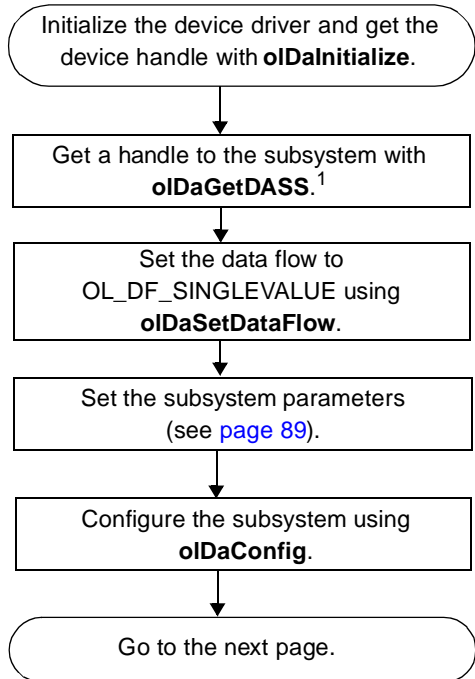 Initialize the device driver and get the
device handle with olDaInitialize.
Get a handle to the subsystem with
olDaGetDASS.1
Set the data flow to
OL_DF_SINGLEVALUE using
olDaSetDataFlow.
Set the subsystem parameters
(see page 89).
Configure the subsystem using
olDaConfig.
Go to the next page.